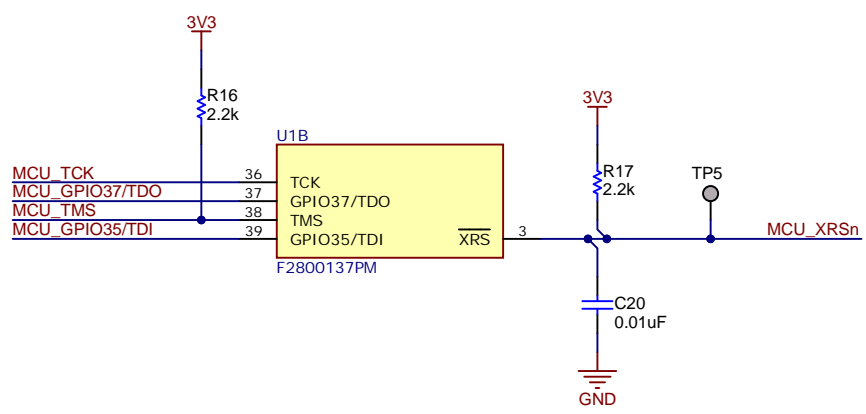 3V3
R16
2.2k
3V3
U1B
MCU_TCK
36
TCK
R17
2.2k
TP5
MCU_GPIO37/TDO
37
GPIO37/TDO
MCU_TMS
38
TMS
MCU_GPIO35/TDI
39
GPIO35/TDI
XRS
3
MCU_XRSn
F2800137PM
C20
0.01uF
GND